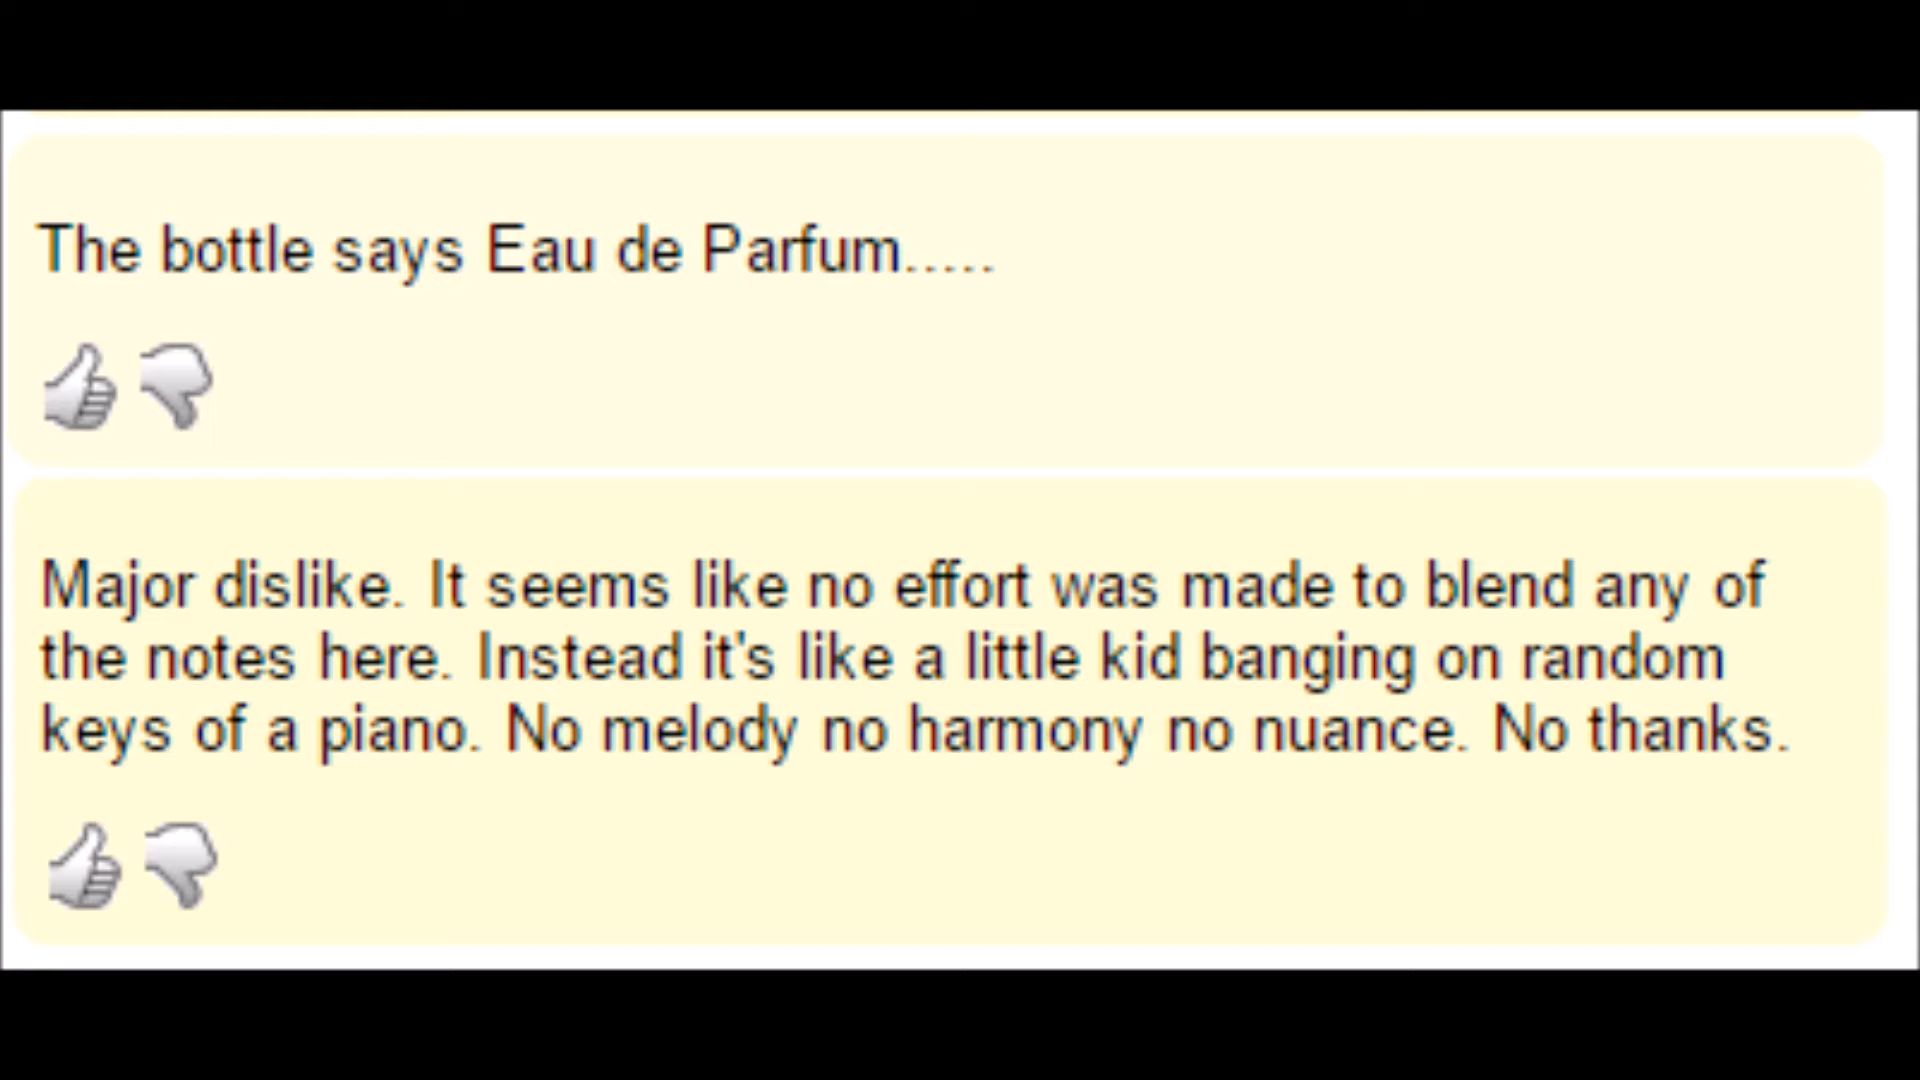 The bottle says Eau de Parfum.....
Major dislike. It seems like no effort was made to blend any of
the notes here. Instead it's like a little kid banging on random
keys of a piano. No melody no harmony no nuance. No thanks.